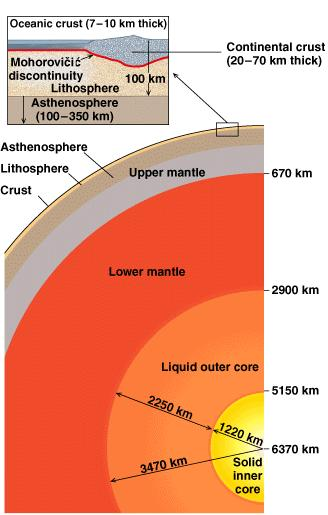 Oceanic crust (7–10 km thick)
Continental crust
(20–70 km thick)
Mohorovičić
discontinuity
100 km
Lithosphere
Asthenosphere
(100–350 km)
Asthenosphere
Lithosphere
Crust
Upper mantle
670 km
Lower mantle
2900 km
Liquid outer core
5150 km
2250 km
1220 km
6370 km
3470 km
Solid
inner
core